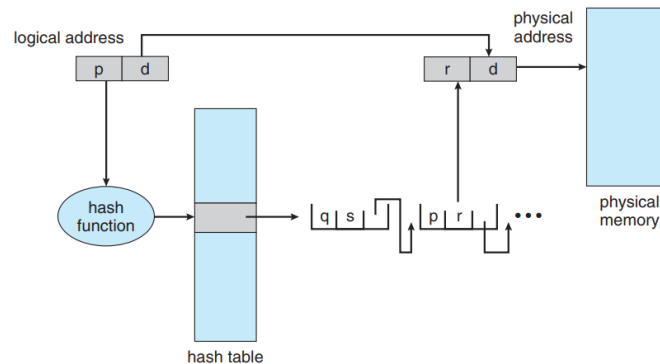 logical address
physical
address
p d
r d
hash
function
q s
p r
•••
physical
memory
hash table